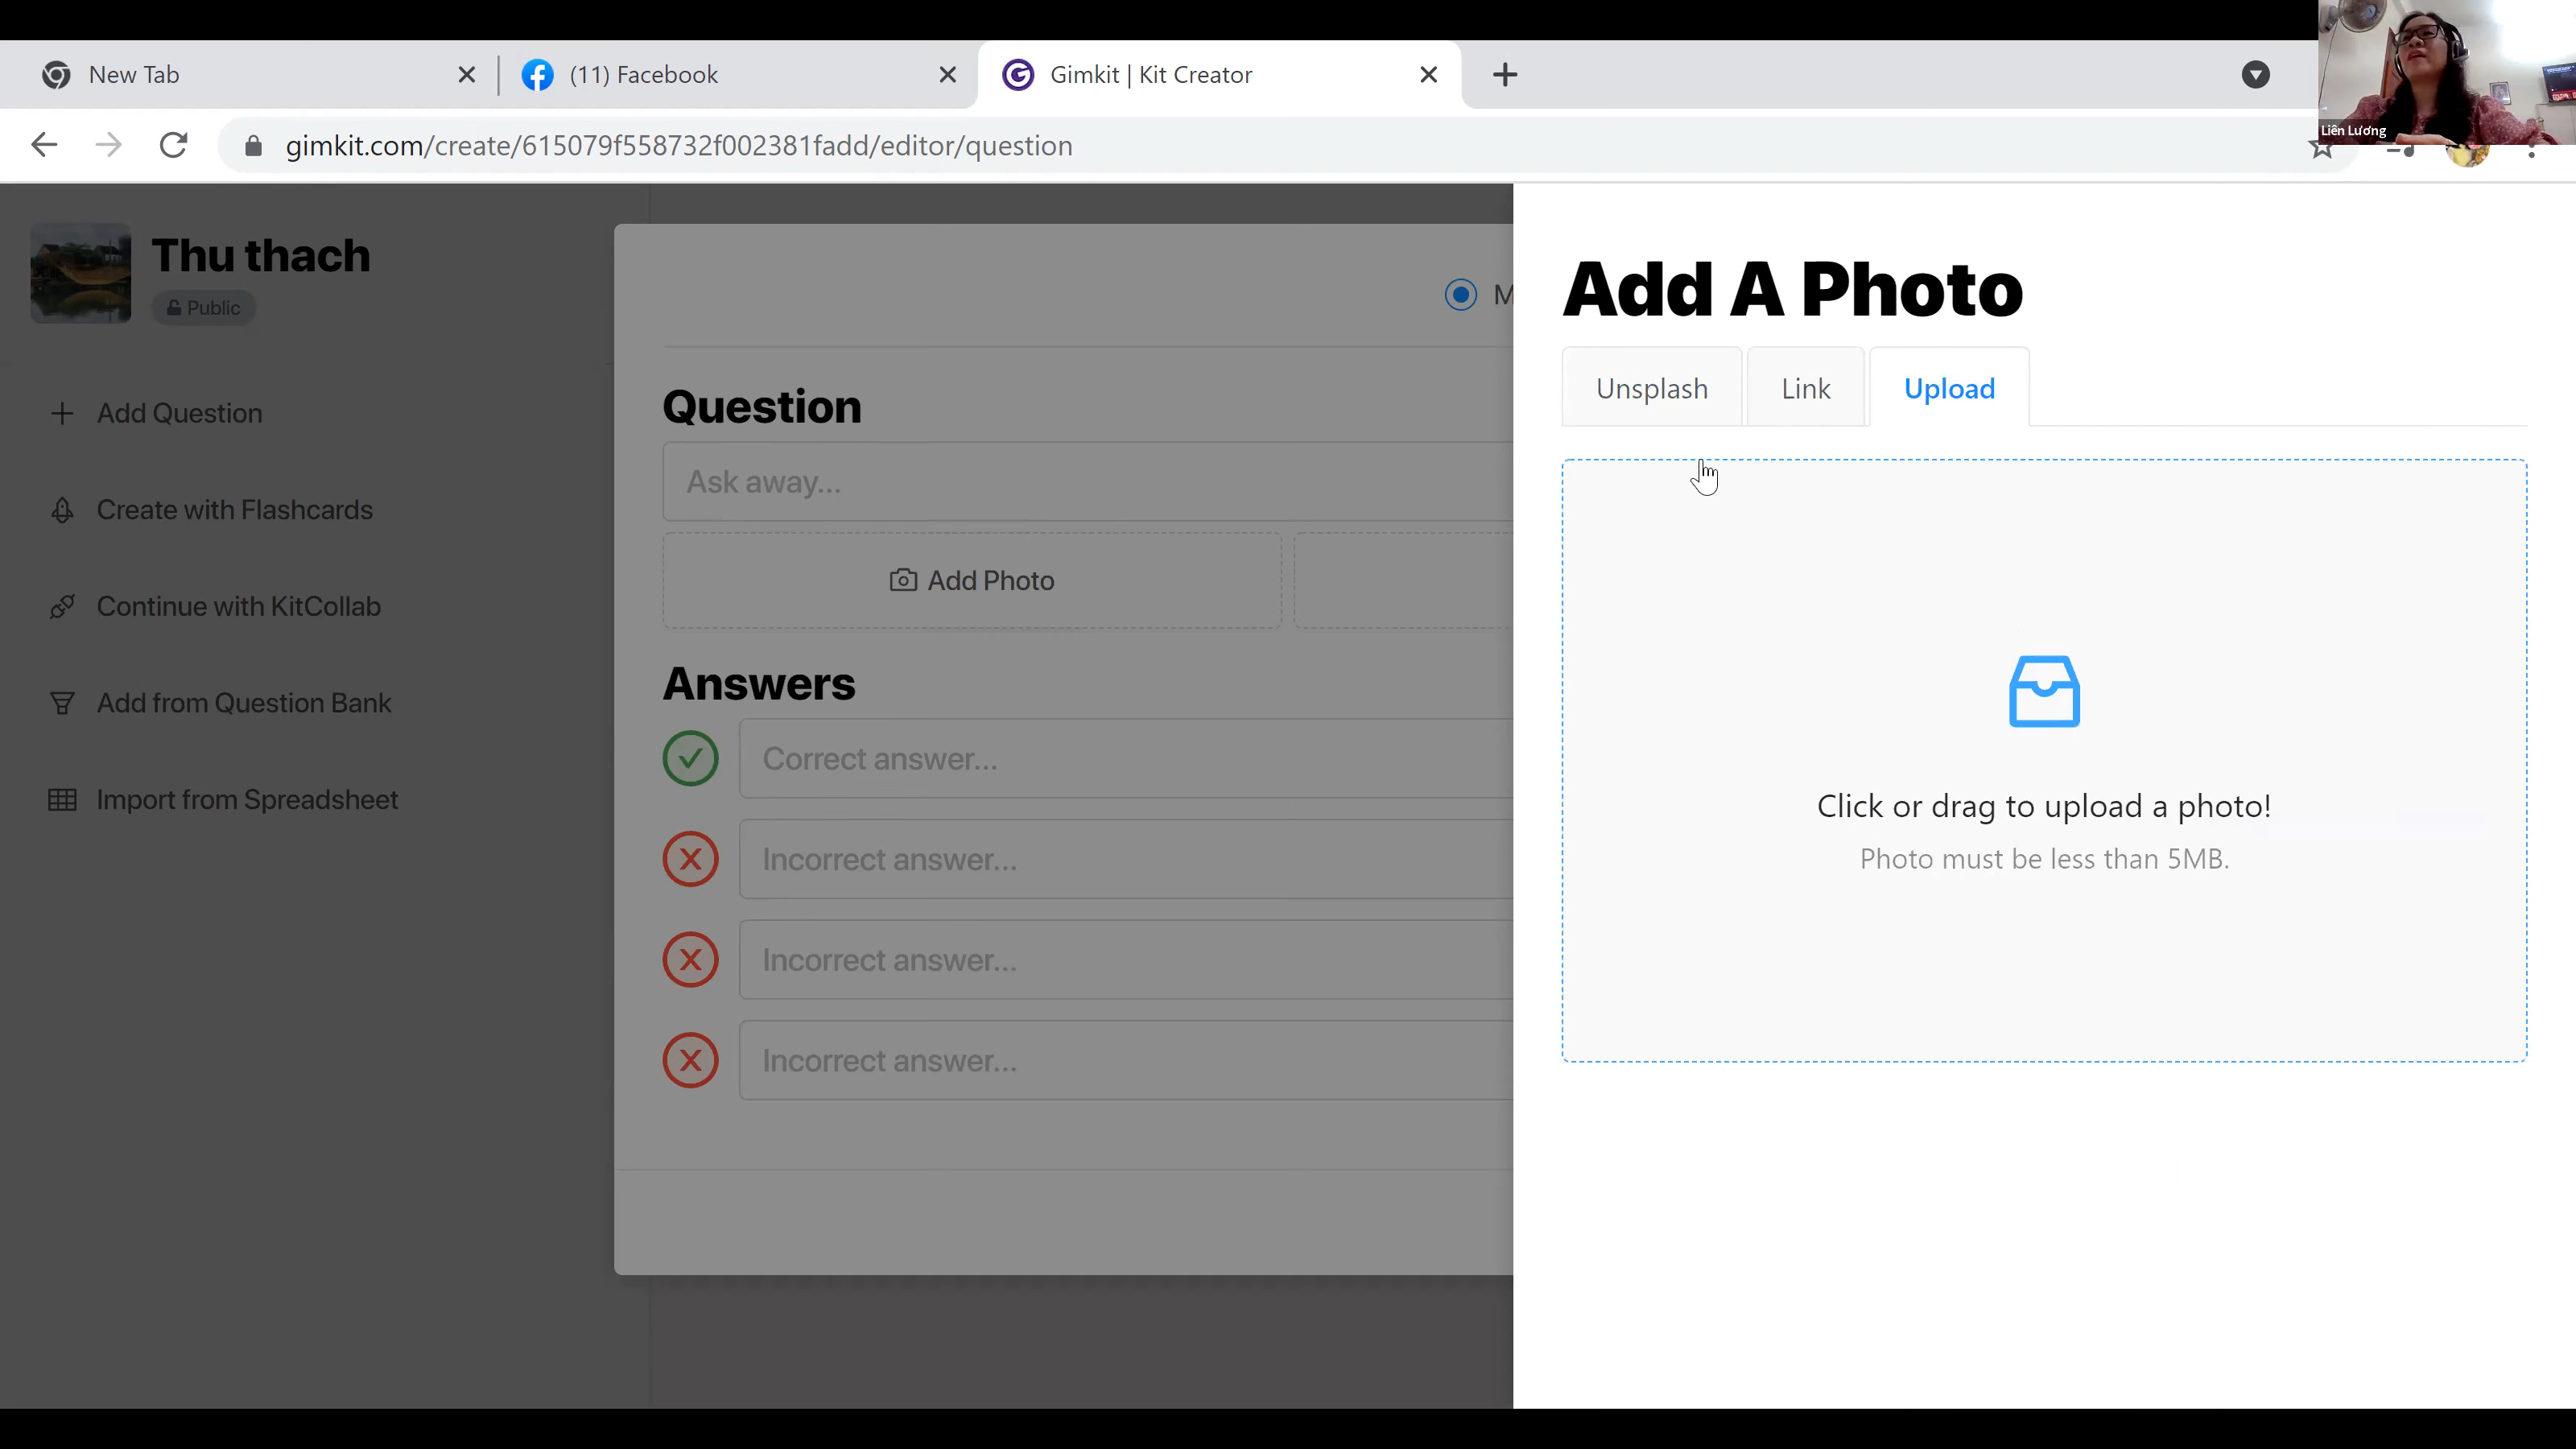 New Tab
(11) Facebook
Gimkit | Kit Creator
gimkit.com/create/615079f558732f002381fadd/editor/question
Liên Lương
Thu thach
Public
Add Question
Create with Flashcards
Continue with KitCollab
Add from Question Bank
Import from Spreadsheet
M
Question
Ask away...
Add Photo
Answers
Correct answer...
Incorrect answer...
Incorrect answer...
Incorrect answer...
Add A Photo
Unsplash
Link
Upload
Click or drag to upload a photo!
Photo must be less than 5MB.